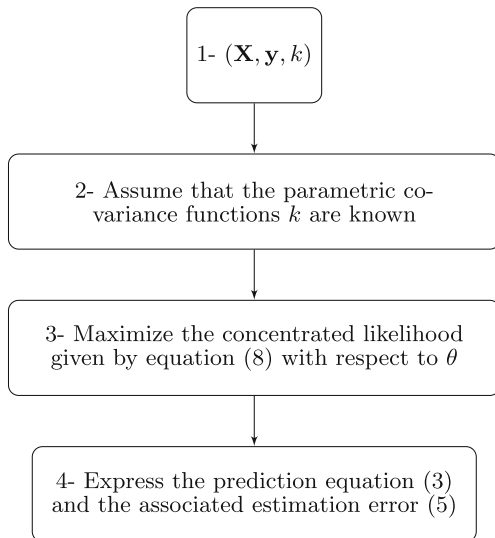 1- (X, y, k)
2- Assume that the parametric co-
variance functions k are known
3- Maximize the concentrated likelihood
given by equation (8) with respect to θ
4- Express the prediction equation (3)
and the associated estimation error (5)